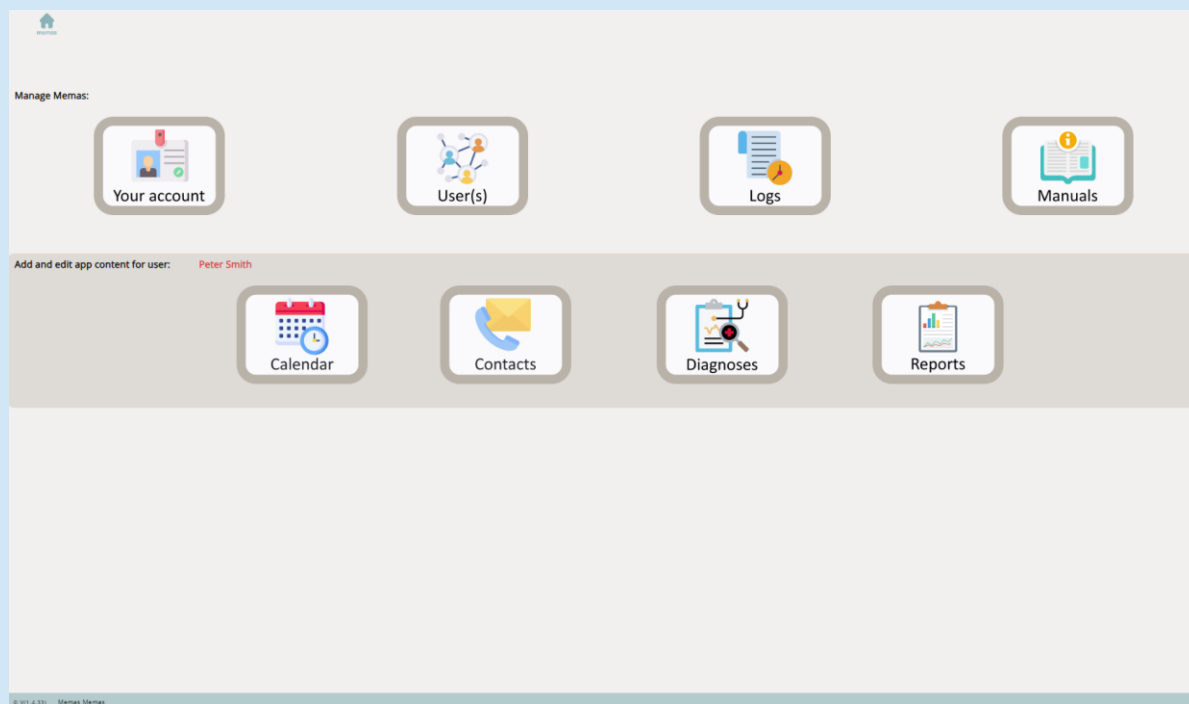 memas
Manage Memas:
Your account
User(s)
Logs
Manuals
Add and edit app content for user: Peter Smith
Calendar
Contacts
Diagnoses
Reports
Memas Memas